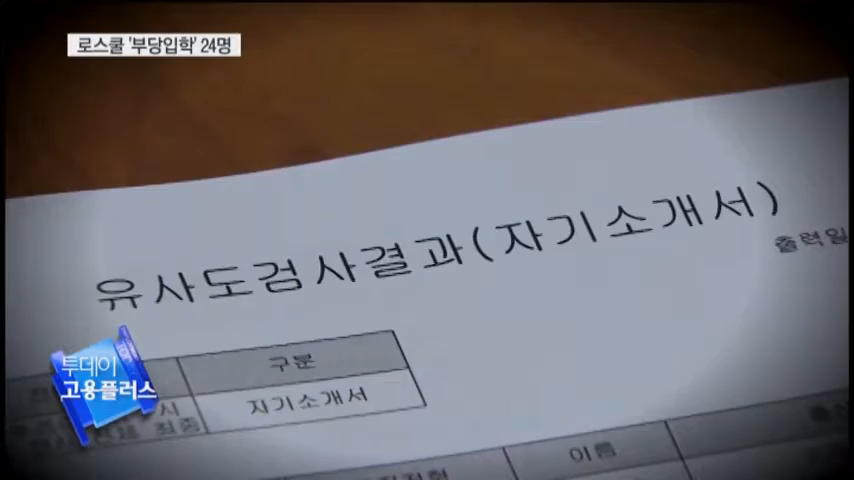 로스쿨 '부당입학' 24명
유사도검사결과(자기소개서)
출력일
구분
자기소개서
이름
투데이
고용플러스